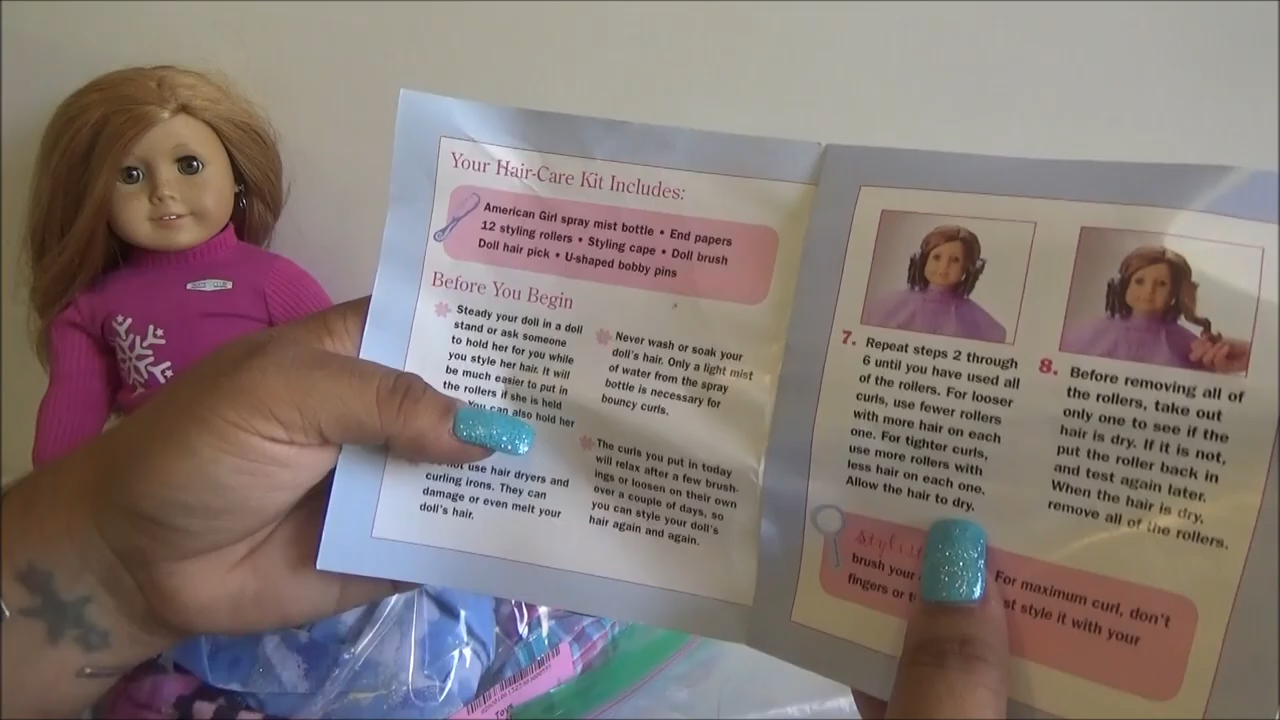 Your Hair-Care Kit Includes:
American Girl spray mist bottle • End papers
12 styling rollers • Styling cape • Doll brush
Doll hair pick • U-shaped bobby pins
Before You Begin
Steady your doll in a doll
stand or ask someone
to hold her for you while
you style her hair. It will
be much easier to put in
the rollers if she is held
You can also hold her
not use hair dryers and
curling irons. They can
damage or even melt your
doll's hair.
Never wash or soak your
doll's hair. Only a light mist
of water from the spray
bottle is necessary for
bouncy curls.
The curls you put in today
will relax after a few brush-
ings or loosen on their own
over a couple of days, so
you can style your doll's
hair again and again.
7. Repeat steps 2 through
6 until you have used all
of the rollers. For looser
curls, use fewer rollers
with more hair on each
one. For tighter curls,
use more rollers with
less hair on each one.
Allow the hair to dry.
8. Before removing all of
the rollers, take out
only one to see if the
hair is dry. If it is not,
put the roller back in
and test again later.
When the hair is dry,
remove all of the rollers.
For maximum curl, don't
brush your
style it with your
fingers or
Toys